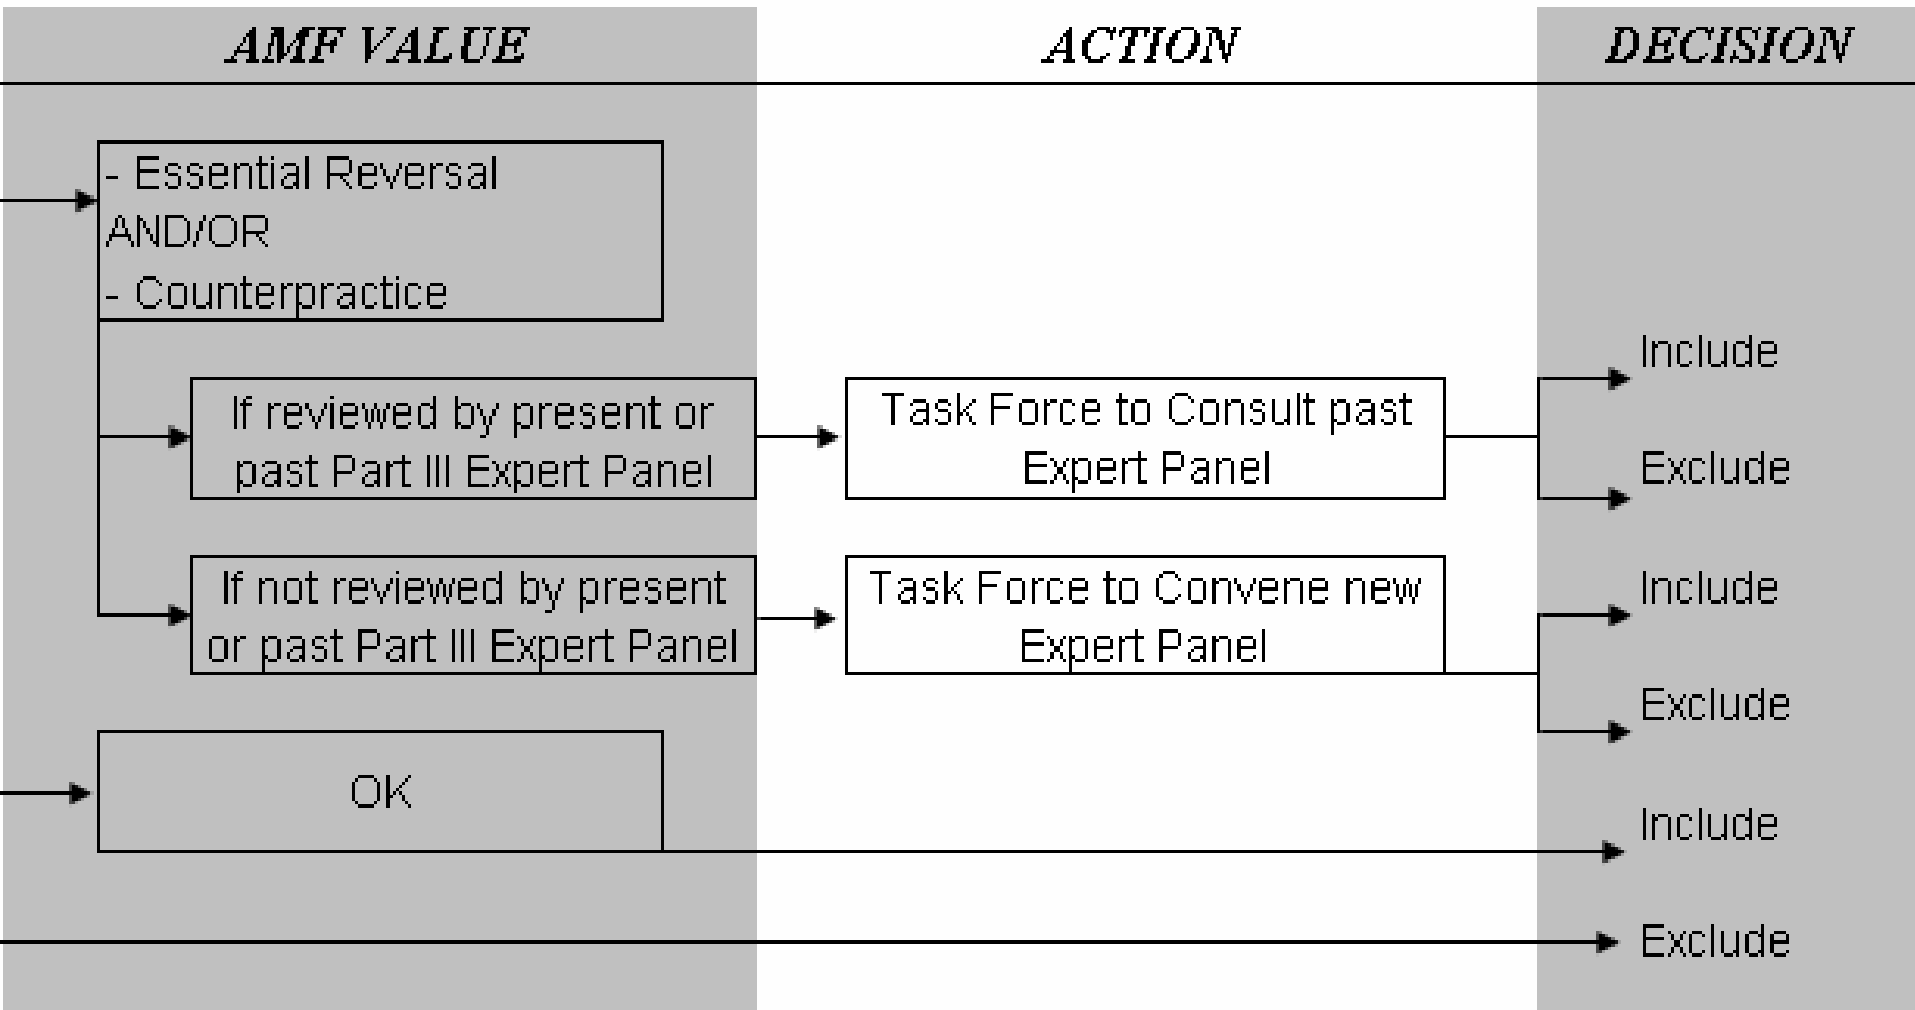 AMF VALUE
ACTION
DECISION
- Essential Reversal
AND/OR
- Counterpractice
Include
If reviewed by present or
past Part III Expert Panel
Task Force to Consult past
Expert Panel
Exclude
If not reviewed by present
or past Part III Expert Panel
Task Force to Convene new
Expert Panel
Include
Exclude
OK
Include
Exclude